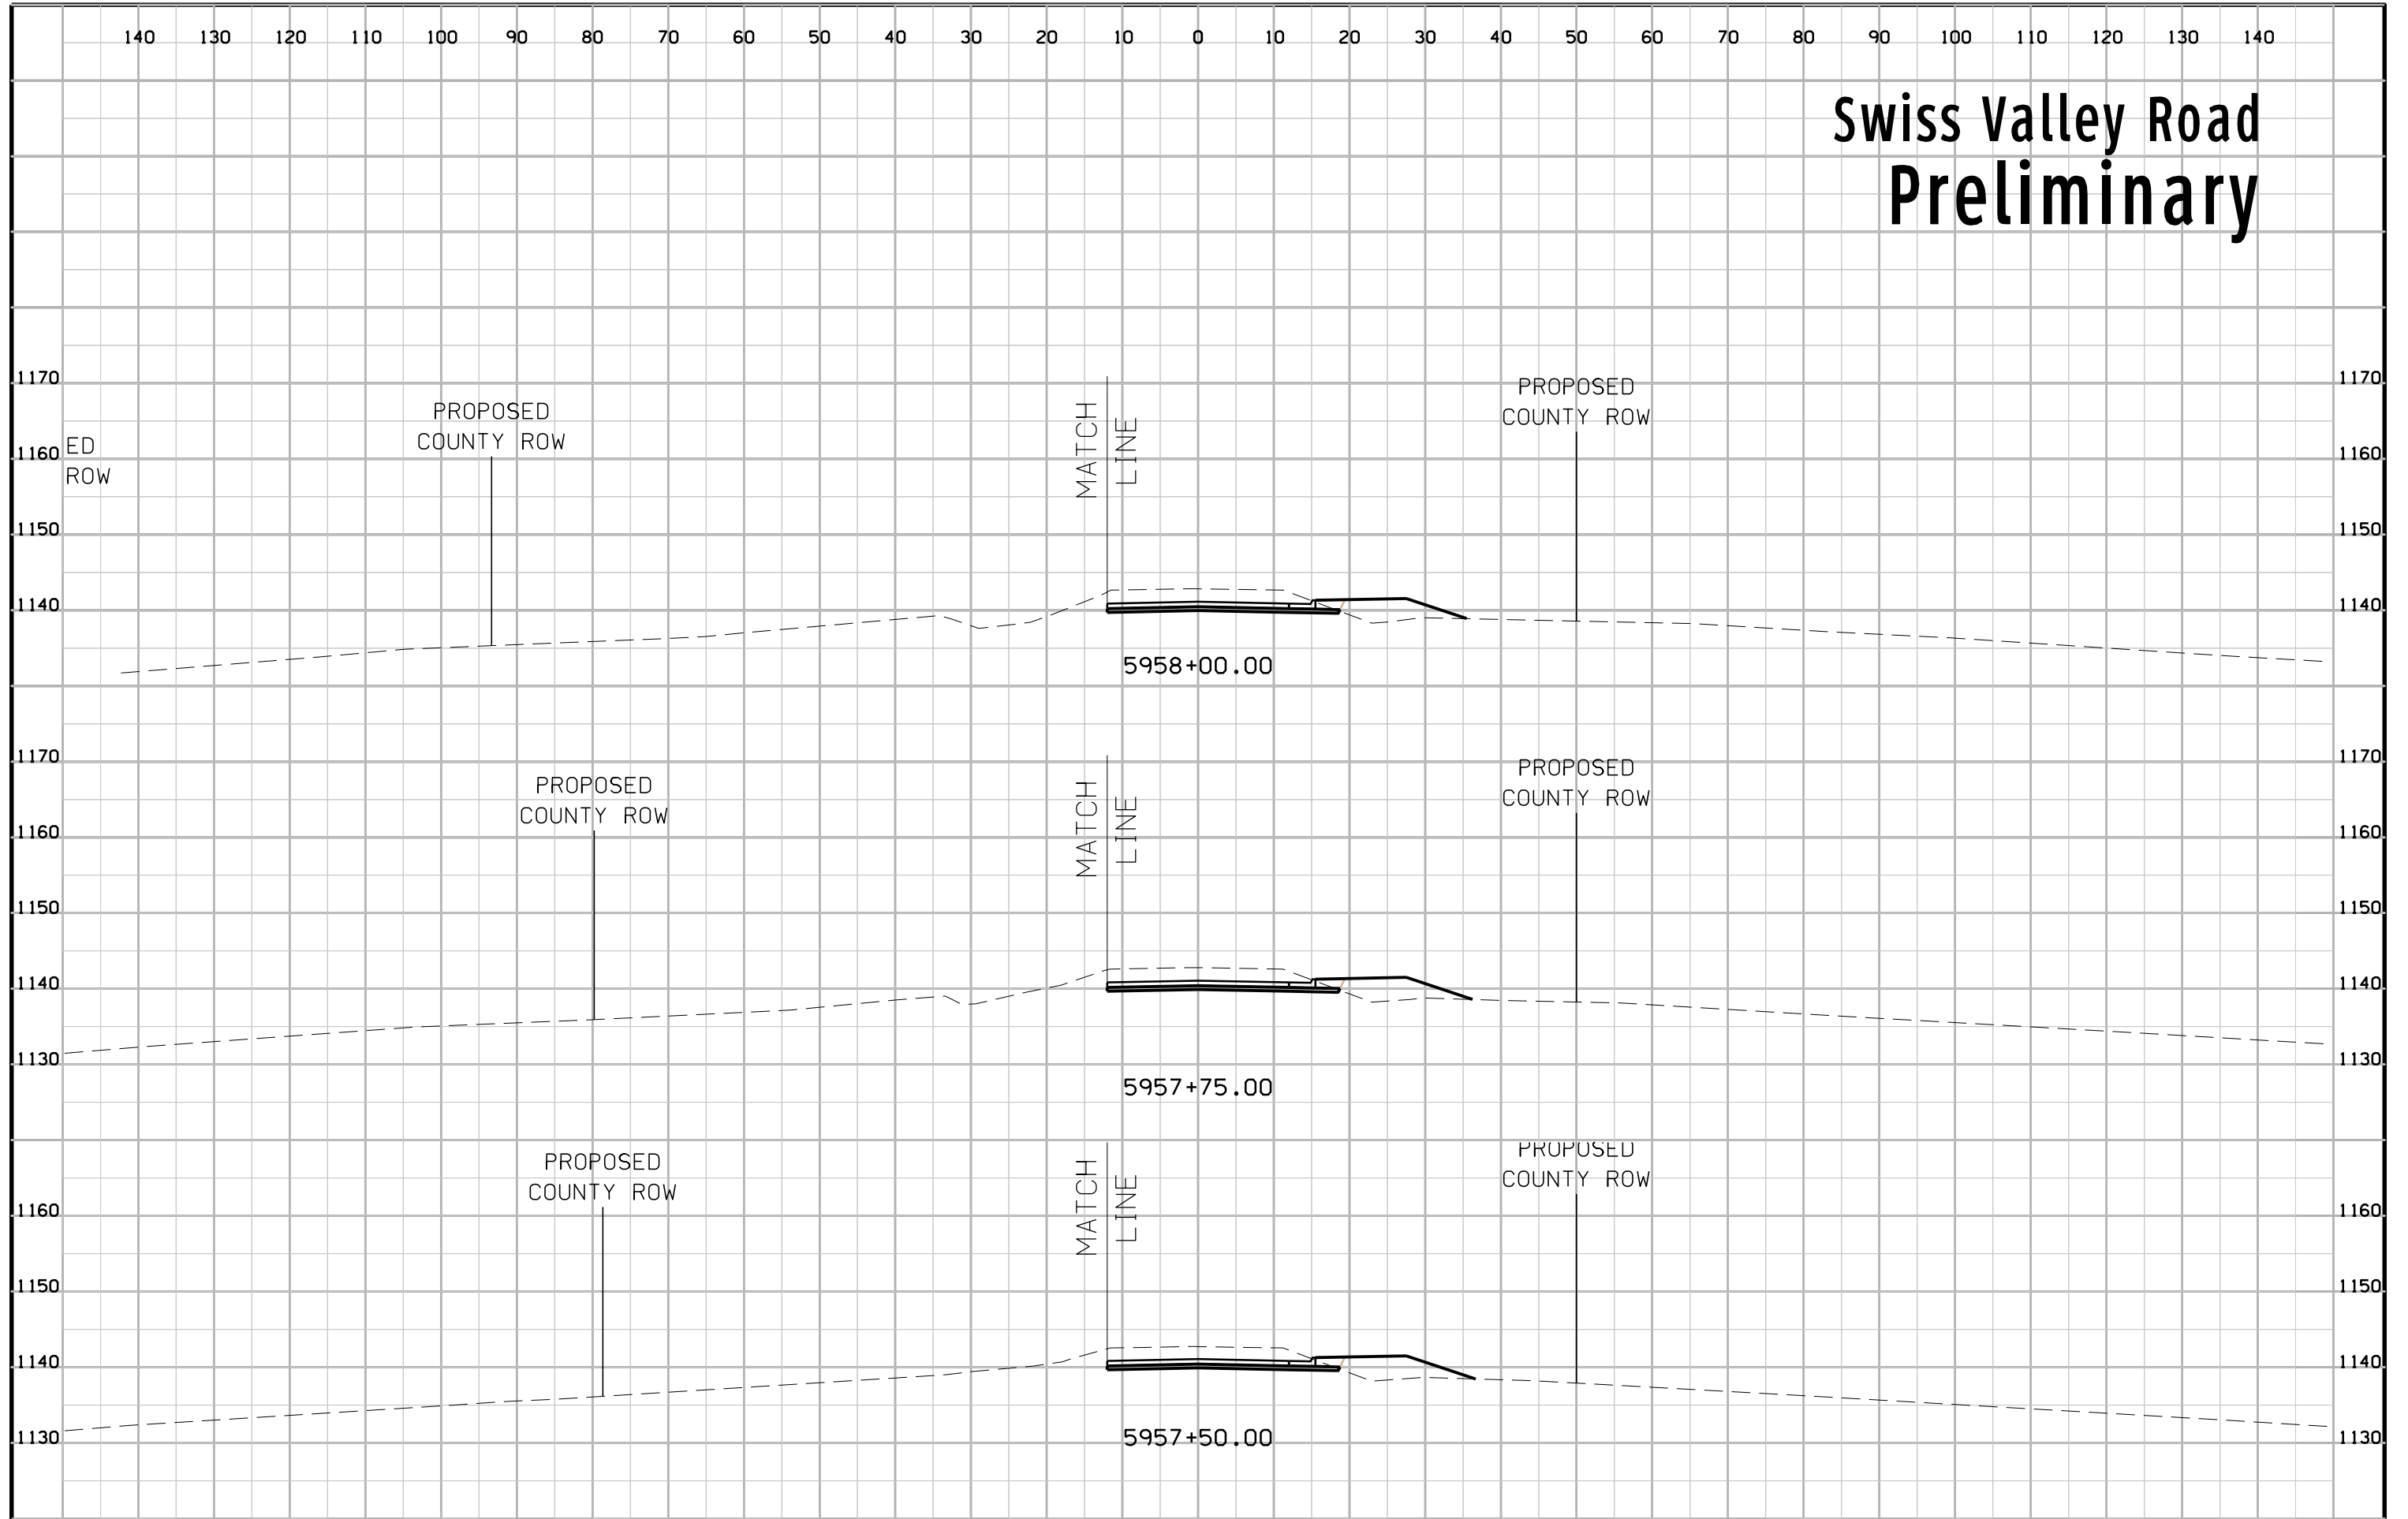 140 130 120 110 100 90 80 70 60 50 40 30 20 10 0 10 20 30 40 50 60 70 80 90 100 110 120 130 140
Swiss Valley Road
Preliminary
1170 1170
PROPOSED
COUNTY ROW
PROPOSED
COUNTY ROW
MATCH
LINE
ED
ROW
1160 1160
1150 1150
1140 1140
5958+00.00
1170 1170
PROPOSED
COUNTY ROW
PROPOSED
COUNTY ROW
MATCH
LINE
1160 1160
1150 1150
1140 1140
1130 1130
5957+75.00
PROPOSED
COUNTY ROW
PROPOSED
COUNTY ROW
MATCH
LINE
1160 1160
1150 1150
1140 1140
1130 1130
5957+50.00